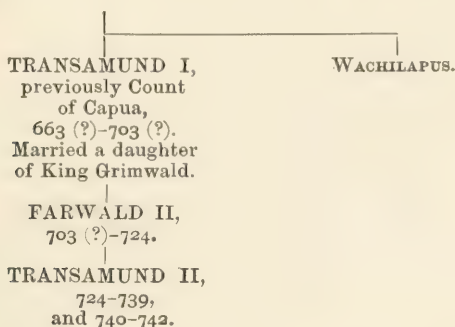 TRANSAMUND I,
previously Count
of Capua,
663 (?)–703 (?).
Married a daughter
of King Grimwald.
WACHILAPUS.
FARWALD II,
703 (?)–724.
TRANSAMUND II,
724–739,
and 740–742.